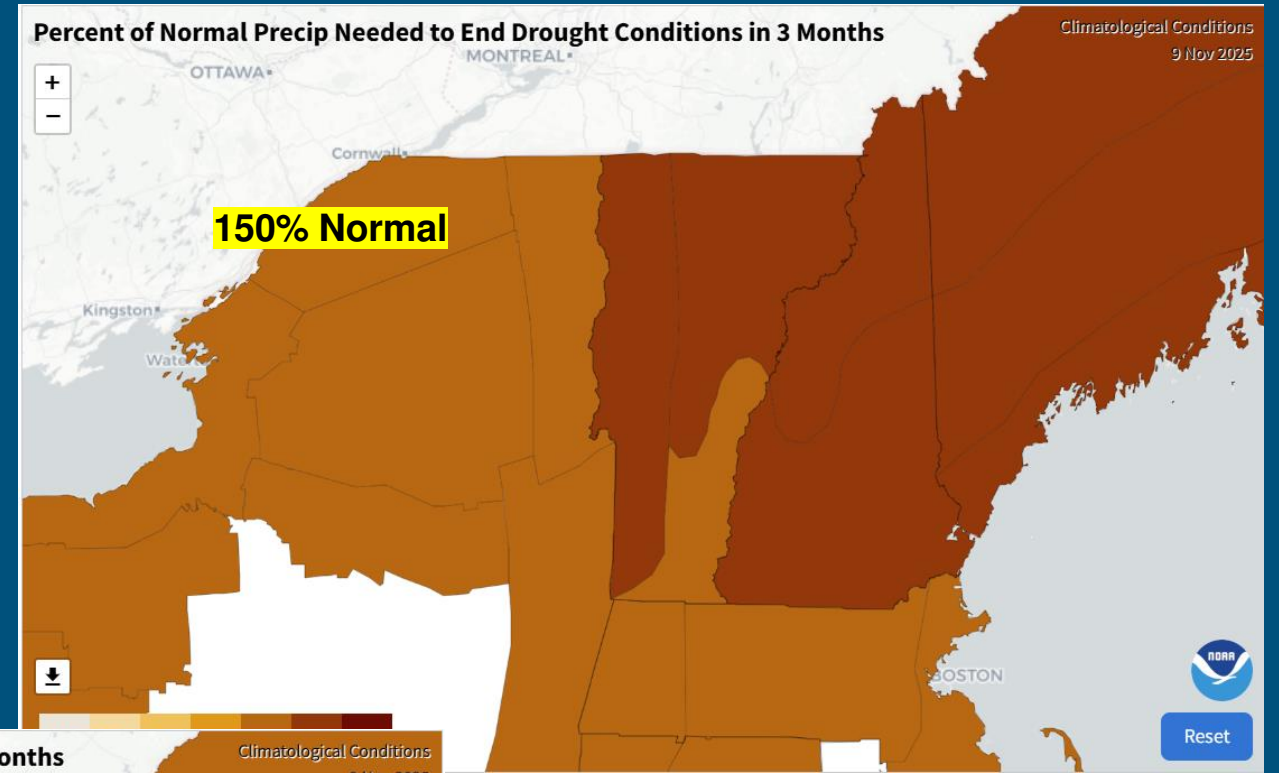 Percent of Normal Precip Needed to End Drought Conditions in 3 Months
Climatological Conditions
9 Nov 2025
+
−
OTTAWA
MONTREAL
Cornwall
150% Normal
Kingston
Wate
BOSTON
NOAA
Reset
onths
Climatological Conditions